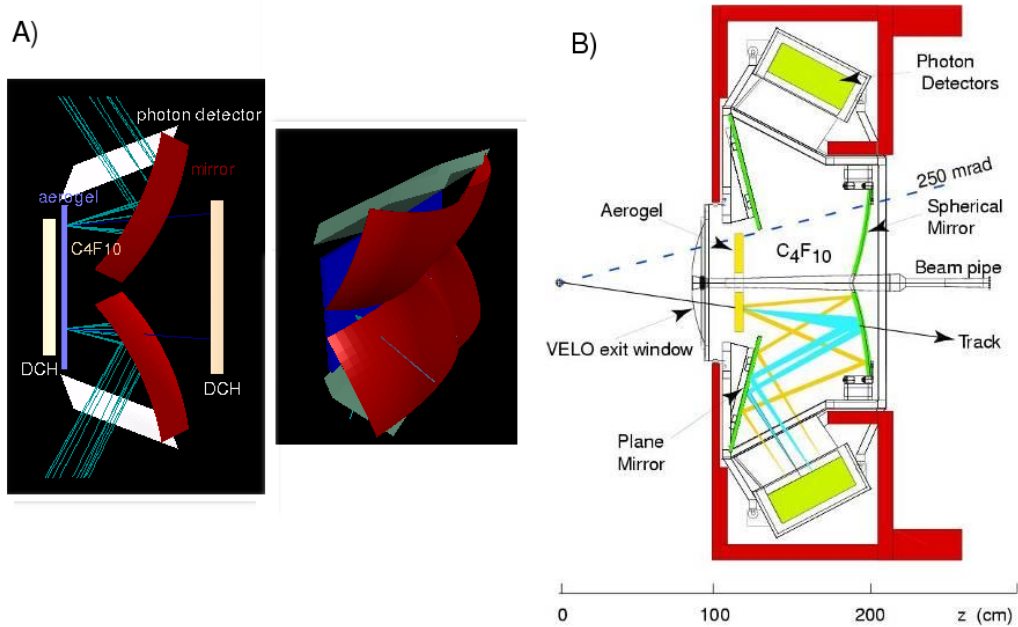 A)
photon detector
mirror
aerogel
C4F10
DCH
DCH
B)
Photon
Detectors
250 mrad
Aerogel
C4F10
Spherical
Mirror
Beam pipe
VELO exit window
Track
Plane
Mirror
0 100 200 z (cm)